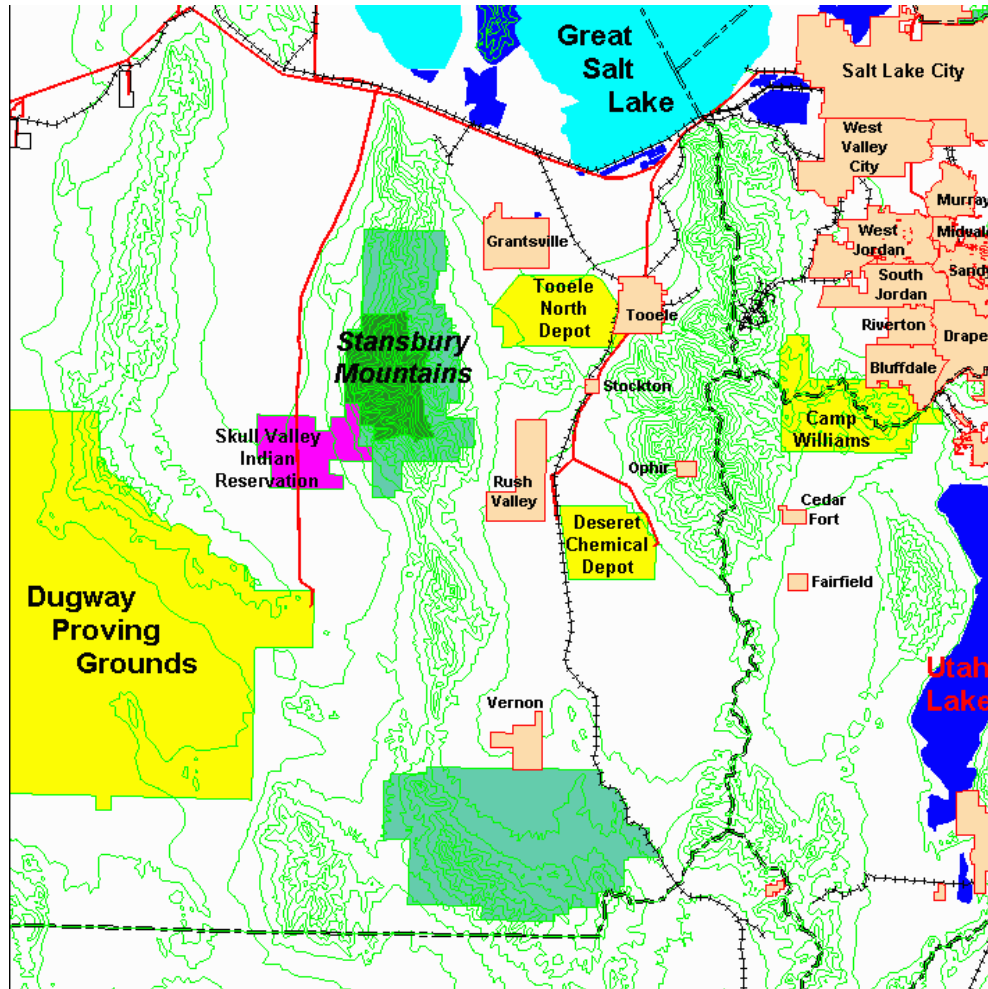 Great
Salt
Lake
Salt Lake City
West
Valley
City
Murray
Midvale
West
Jordan
Sandy
South
Jordan
Riverton
Draper
Bluffdale
Grantsville
Tooele
North
Depot
Tooele
Stansbury
Mountains
Stockton
Camp
Williams
Skull Valley
Indian
Reservation
Ophir
Rush
Valley
Cedar
Fort
Deseret
Chemical
Depot
Fairfield
Dugway
Proving
Grounds
Utah
Lake
Vernon